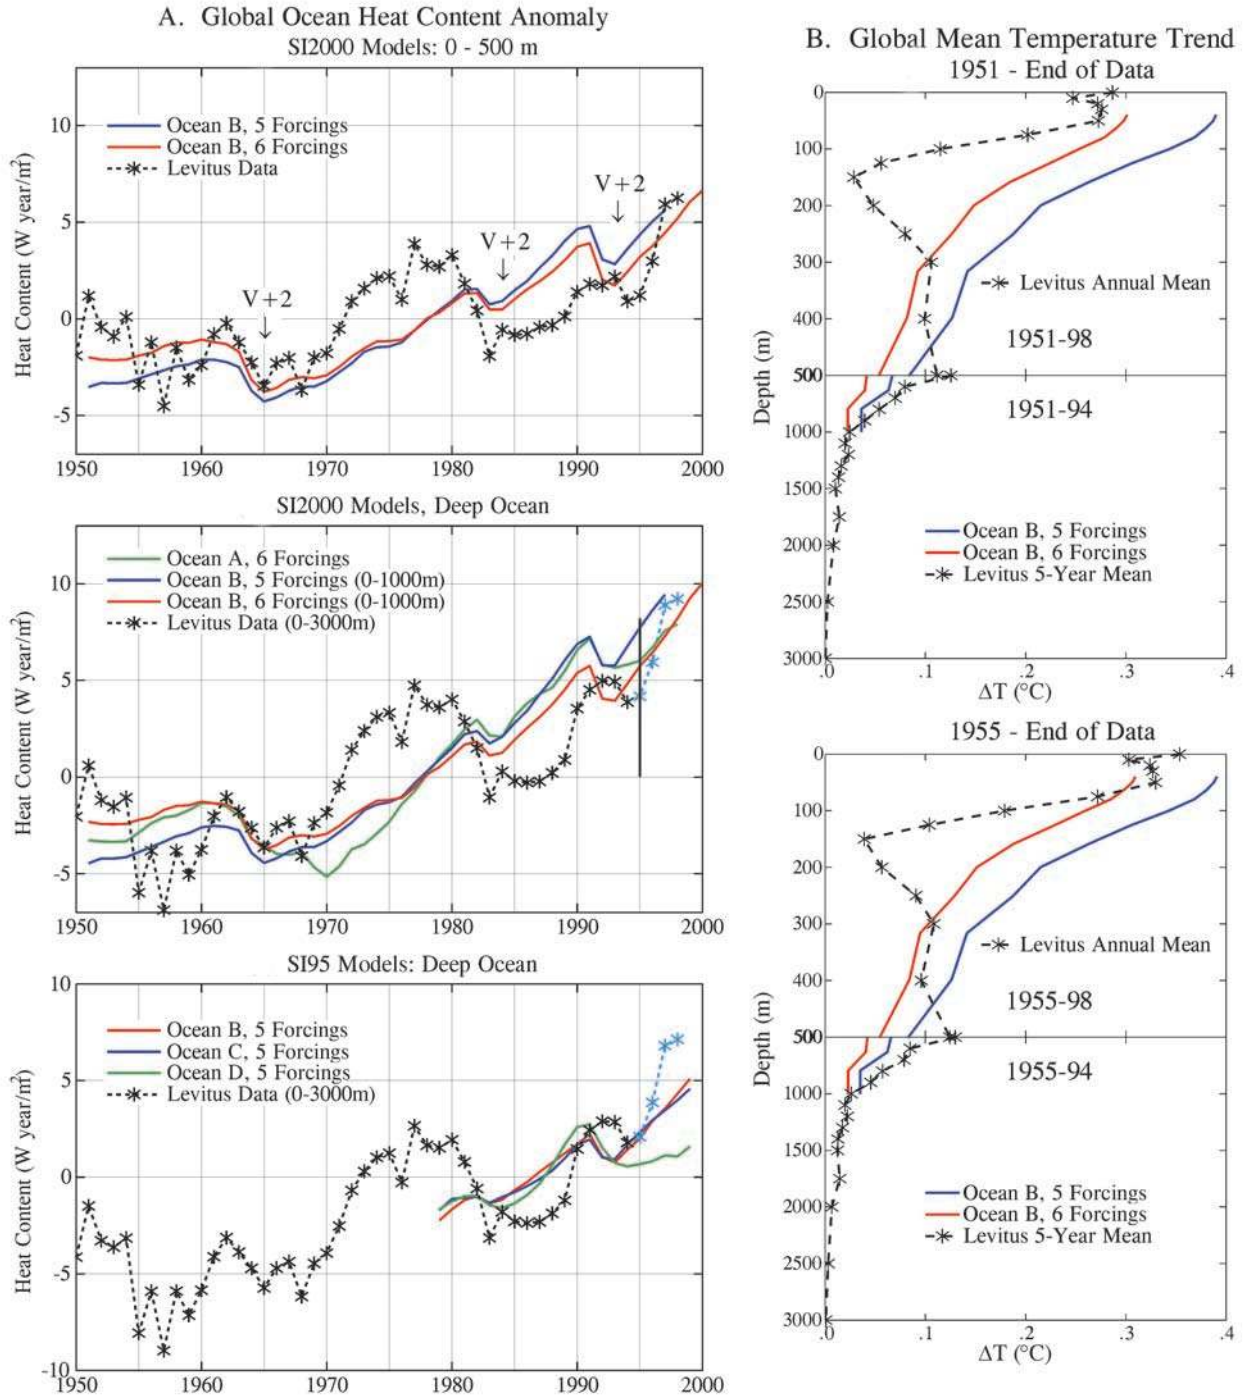 A. Global Ocean Heat Content Anomaly
SI2000 Models: 0 - 500 m
Heat Content (W year/m²)
10
5
0
-5
Ocean B, 5 Forcings
Ocean B, 6 Forcings
Levitus Data
V+2
V+2
V+2
1950 1960 1970 1980 1990 2000
SI2000 Models, Deep Ocean
Heat Content (W year/m²)
10
5
0
-5
Ocean A, 6 Forcings
Ocean B, 5 Forcings (0-1000m)
Ocean B, 6 Forcings (0-1000m)
Levitus Data (0-3000m)
1950 1960 1970 1980 1990 2000
SI95 Models: Deep Ocean
Heat Content (W year/m²)
10
5
0
-5
-10
Ocean B, 5 Forcings
Ocean C, 5 Forcings
Ocean D, 5 Forcings
Levitus Data (0-3000m)
1950 1960 1970 1980 1990 2000
B. Global Mean Temperature Trend
1951 - End of Data
Depth (m)
0
100
200
300
400
500
1000
1500
2000
2500
3000
Levitus Annual Mean
1951-98
1951-94
Ocean B, 5 Forcings
Ocean B, 6 Forcings
Levitus 5-Year Mean
.0 .1 .2 .3 .4
ΔT (°C)
1955 - End of Data
Depth (m)
0
100
200
300
400
500
1000
1500
2000
2500
3000
Levitus Annual Mean
1955-98
1955-94
Ocean B, 5 Forcings
Ocean B, 6 Forcings
Levitus 5-Year Mean
.0 .1 .2 .3 .4
ΔT (°C)